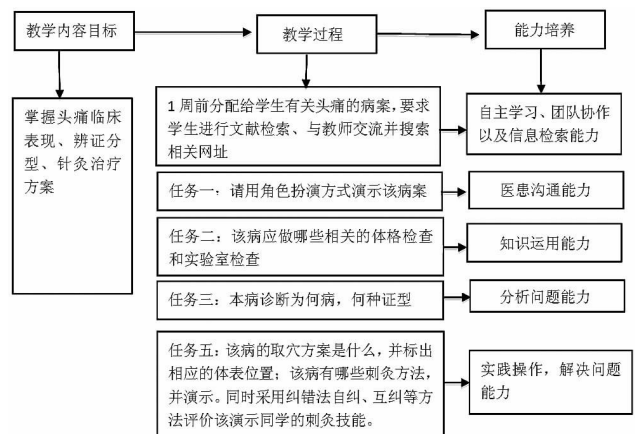 教学内容目标
教学过程
能力培养
掌握头痛临床
表现、辨证分
型、针灸治疗
方案
1周前分配给学生有关头痛的病案,要求
学生进行文献检索、与教师交流并搜索
相关网址
自主学习、团队协作
以及信息检索能力
任务一:请用角色扮演方式演示该病案
医患沟通能力
任务二:该病应做哪些相关的体格检查
和实验室检查
知识运用能力
任务三:本病诊断为何病,何种证型
分析问题能力
任务五:该病的取穴方案是什么,并标出
相应的体表位置;该病有哪些刺灸方法,
并演示。同时采用纠错法自纠、互纠等方
法评价该演示同学的刺灸技能。
实践操作,解决问题
能力